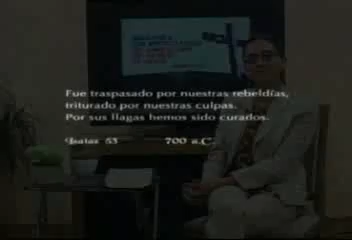 Fue traspasado por nuestras rebeldías,
triturado por nuestras culpas.
Por sus llagas hemos sido curados.
Isaías 53 700 a.C.